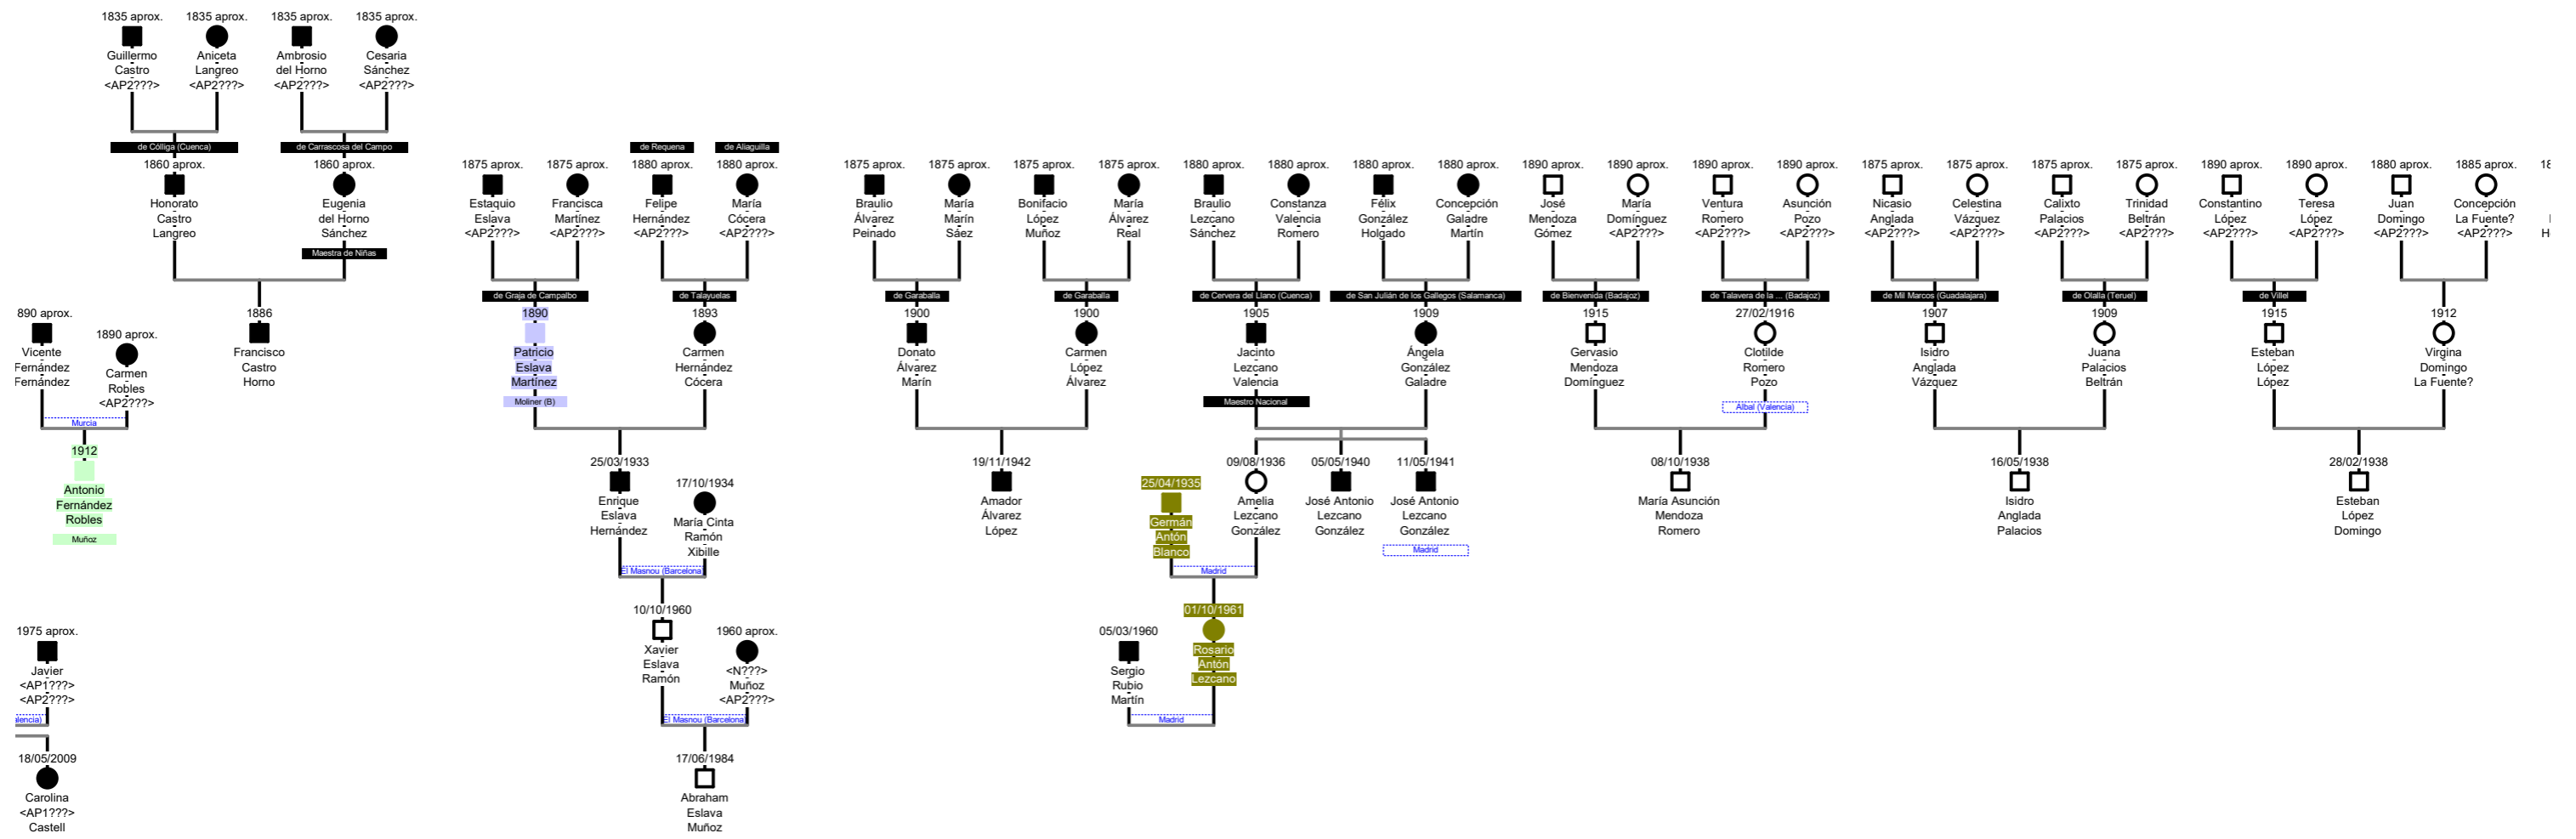 1835 aprox.
Guillermo
Castro
<AP2???>
1835 aprox.
Aniceta
Langreo
<AP2???>
1835 aprox.
Ambrosio
del Horno
<AP2???>
1835 aprox.
Cesaria
Sánchez
<AP2???>
de Cólliga (Cuenca)
de Carrascosa del Campo
1860 aprox.
Honorato
Castro
Langreo
1860 aprox.
Eugenia
del Horno
Sánchez
Maestra de Niñas
1886
Francisco
Castro
Horno
890 aprox.
Vicente
Fernández
Fernández
1890 aprox.
Carmen
Robles
<AP2???>
Murcia
1912
Antonio
Fernández
Robles
Muñoz
1975 aprox.
Javier
<AP1???>
<AP2???>
lencia)
18/05/2009
Carolina
<AP1???>
Castell
1875 aprox.
Estaquio
Eslava
<AP2???>
1875 aprox.
Francisca
Martínez
<AP2???>
de Requena
1880 aprox.
Felipe
Hernández
<AP2???>
de Aliaguilla
1880 aprox.
María
Cócera
<AP2???>
de Graja de Campalbo
de Talayuelas
1890
Patricio
Eslava
Martínez
Moliner (B)
1893
Carmen
Hernández
Cócera
25/03/1933
Enrique
Eslava
Hernández
17/10/1934
María Cinta
Ramón
Xibille
El Masnou (Barcelona)
10/10/1960
Xavier
Eslava
Ramón
1960 aprox.
<N???>
Muñoz
<AP2???>
El Masnou (Barcelona)
17/06/1984
Abraham
Eslava
Muñoz
1875 aprox.
Braulio
Álvarez
Peinado
1875 aprox.
María
Marín
Sáez
1875 aprox.
Bonifacio
López
Muñoz
1875 aprox.
María
Álvarez
Real
de Garaballa
de Garaballa
1900
Donato
Álvarez
Marín
1900
Carmen
López
Álvarez
19/11/1942
Amador
Álvarez
López
1880 aprox.
Braulio
Lezcano
Sánchez
1880 aprox.
Constanza
Valencia
Romero
1880 aprox.
Félix
González
Holgado
1880 aprox.
Concepción
Galadre
Martín
de Cervera del Llano (Cuenca)
de San Julián de los Gallegos (Salamanca)
1905
Jacinto
Lezcano
Valencia
Maestro Nacional
1909
Ángela
González
Galadre
25/04/1935
Germán
Antón
Blanco
09/08/1936
Amelia
Lezcano
González
05/05/1940
José Antonio
Lezcano
González
11/05/1941
José Antonio
Lezcano
González
Madrid
Madrid
05/03/1960
Sergio
Rubio
Martín
01/10/1961
Rosario
Antón
Lezcano
Madrid
1890 aprox.
José
Mendoza
Gómez
1890 aprox.
María
Domínguez
<AP2???>
1890 aprox.
Ventura
Romero
<AP2???>
1890 aprox.
Asunción
Pozo
<AP2???>
de Bienvenida (Badajoz)
de Talavera de la ... (Badajoz)
1915
Gervasio
Mendoza
Domínguez
27/02/1916
Clotilde
Romero
Pozo
Albal (Valencia)
08/10/1938
María Asunción
Mendoza
Romero
1875 aprox.
Nicasio
Anglada
<AP2???>
1875 aprox.
Celestina
Vázquez
<AP2???>
1875 aprox.
Calixto
Palacios
<AP2???>
1875 aprox.
Trinidad
Beltrán
<AP2???>
de Mil Marcos (Guadalajara)
de Olalla (Teruel)
1907
Isidro
Anglada
Vázquez
1909
Juana
Palacios
Beltrán
16/05/1938
Isidro
Anglada
Palacios
1890 aprox.
Constantino
López
<AP2???>
1890 aprox.
Teresa
López
<AP2???>
1880 aprox.
Juan
Domingo
<AP2???>
1885 aprox.
Concepción
La Fuente?
<AP2???>
de Villel
1915
Esteban
López
López
1912
Virgina
Domingo
La Fuente?
28/02/1938
Esteban
López
Domingo